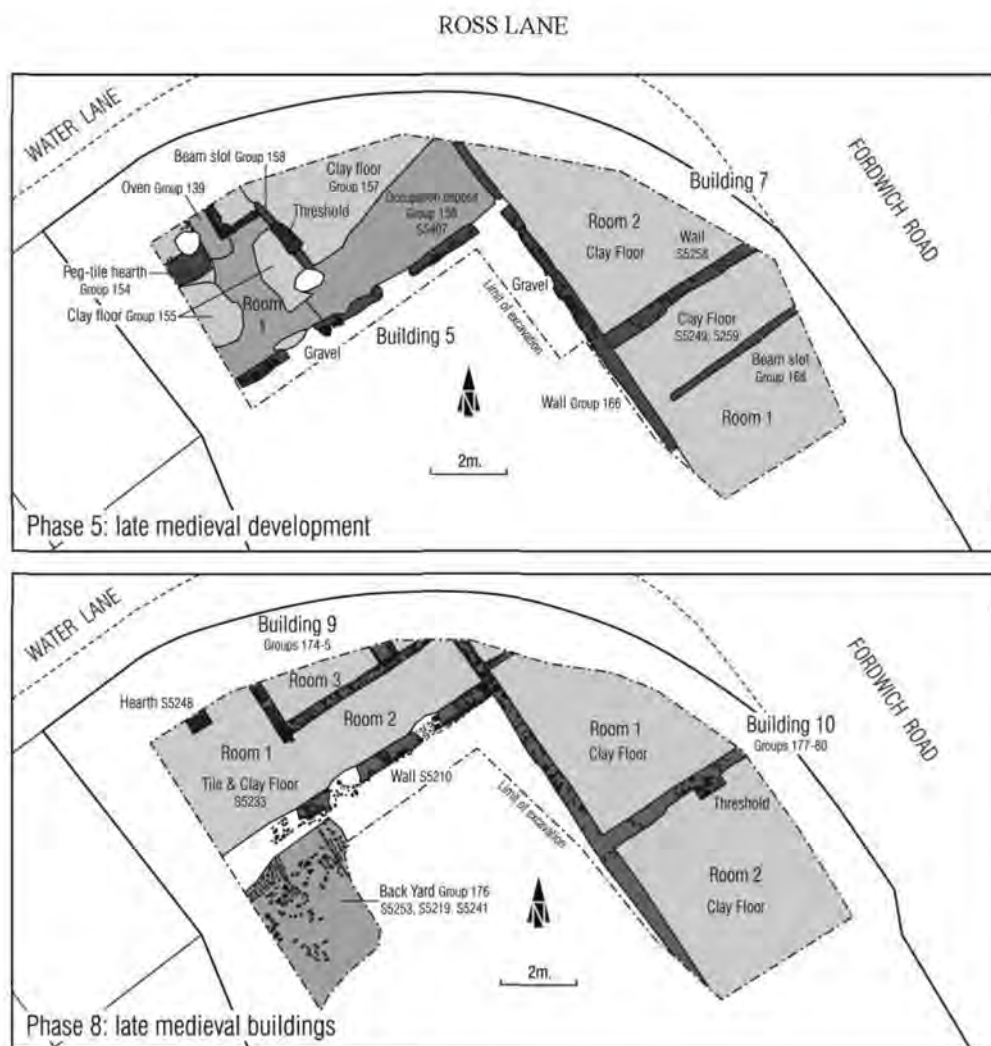 ROSS LANE
WATER LANE
FORDWICH ROAD
Beam slot Group 158
Oven Group 139
Clay floor
Group 157
Threshold
Occupation deposit
S5407
Building 7
Room 2
Clay Floor
Wall
S5258
Peg-tile hearth
Group 154
Clay floor Group 155
Room
1
Gravel
Building 5
Gravel
Limit of excavation
Clay Floor
S5249, 5259
Beam slot
Group 168
Wall Group 166
Room 1
N
2m.
Phase 5: late medieval development
WATER LANE
FORDWICH ROAD
Building 9
Groups 174-5
Room 3
Hearth S5248
Room 2
Room 1
Tile & Clay Floor
S5233
Wall S5210
Room 1
Clay Floor
Building 10
Groups 177-80
Threshold
Limit of excavation
Room 2
Clay Floor
Back Yard Group 176
S5253, S5219, S5241
N
2m.
Phase 8: late medieval buildings